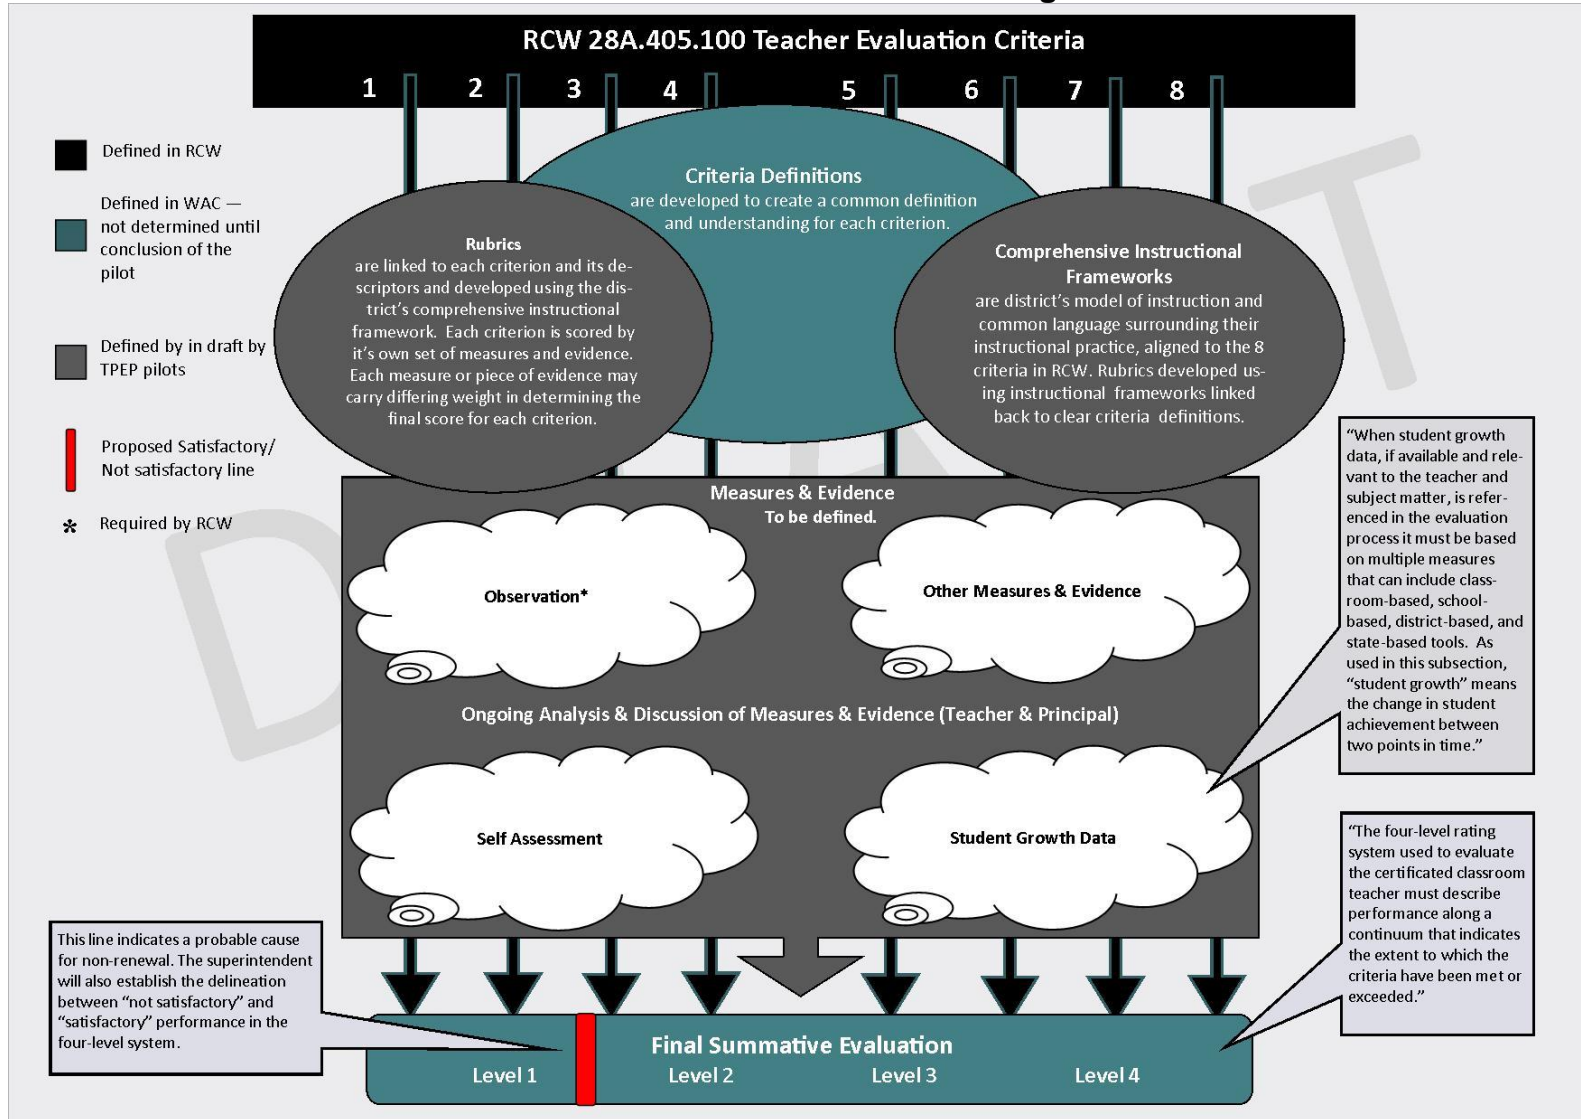 RCW 28A.405.100 Teacher Evaluation Criteria
1 2 3 4 5 6 7 8
Defined in RCW
Defined in WAC —
not determined until
conclusion of the
pilot
Defined by in draft by
TPEP pilots
Proposed Satisfactory/
Not satisfactory line
* Required by RCW
Criteria Definitions
are developed to create a common definition
and understanding for each criterion.
Rubrics
are linked to each criterion and its de-
scriptors and developed using the dis-
trict's comprehensive instructional
framework. Each criterion is scored by
it's own set of measures and evidence.
Each measure or piece of evidence may
carry differing weight in determining the
final score for each criterion.
Comprehensive Instructional
Frameworks
are district's model of instruction and
common language surrounding their
instructional practice, aligned to the 8
criteria in RCW. Rubrics developed us-
ing instructional frameworks linked
back to clear criteria definitions.
Measures & Evidence
To be defined.
Observation*
Other Measures & Evidence
Ongoing Analysis & Discussion of Measures & Evidence (Teacher & Principal)
Self Assessment
Student Growth Data
"When student growth
data, if available and rele-
vant to the teacher and
subject matter, is refer-
enced in the evaluation
process it must be based
on multiple measures
that can include class-
room-based, school-
based, district-based, and
state-based tools. As
used in this subsection,
"student growth" means
the change in student
achievement between
two points in time."
"The four-level rating
system used to evaluate
the certificated classroom
teacher must describe
performance along a
continuum that indicates
the extent to which the
criteria have been met or
exceeded."
This line indicates a probable cause
for non-renewal. The superintendent
will also establish the delineation
between "not satisfactory" and
"satisfactory" performance in the
four-level system.
Final Summative Evaluation
Level 1 Level 2 Level 3 Level 4